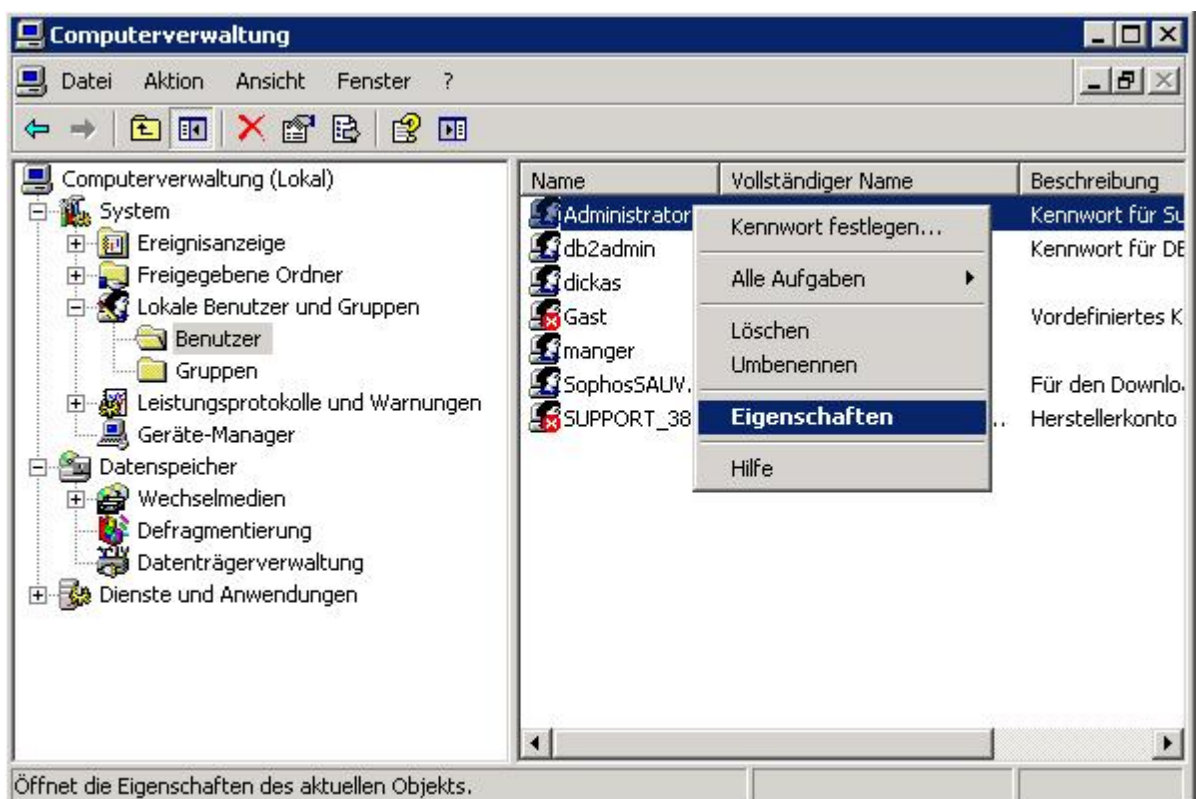 Computerverwaltung
Datei Aktion Ansicht Fenster ?
Computerverwaltung (Lokal)
System
Ereignisanzeige
Freigegebene Ordner
Lokale Benutzer und Gruppen
Benutzer
Gruppen
Leistungsprotokolle und Warnungen
Geräte-Manager
Datenspeicher
Wechselmedien
Defragmentierung
Datenträgerverwaltung
Dienste und Anwendungen
Name Vollständiger Name Beschreibung
Administrator Kennwort für Su
db2admin Kennwort für DB
dickas
Gast Vordefiniertes K
manger
SophosSAUV. Für den Downlo.
SUPPORT_38 .. Herstellerkonto
Kennwort festlegen...
Alle Aufgaben
Löschen
Umbenennen
Eigenschaften
Hilfe
Öffnet die Eigenschaften des aktuellen Objekts.